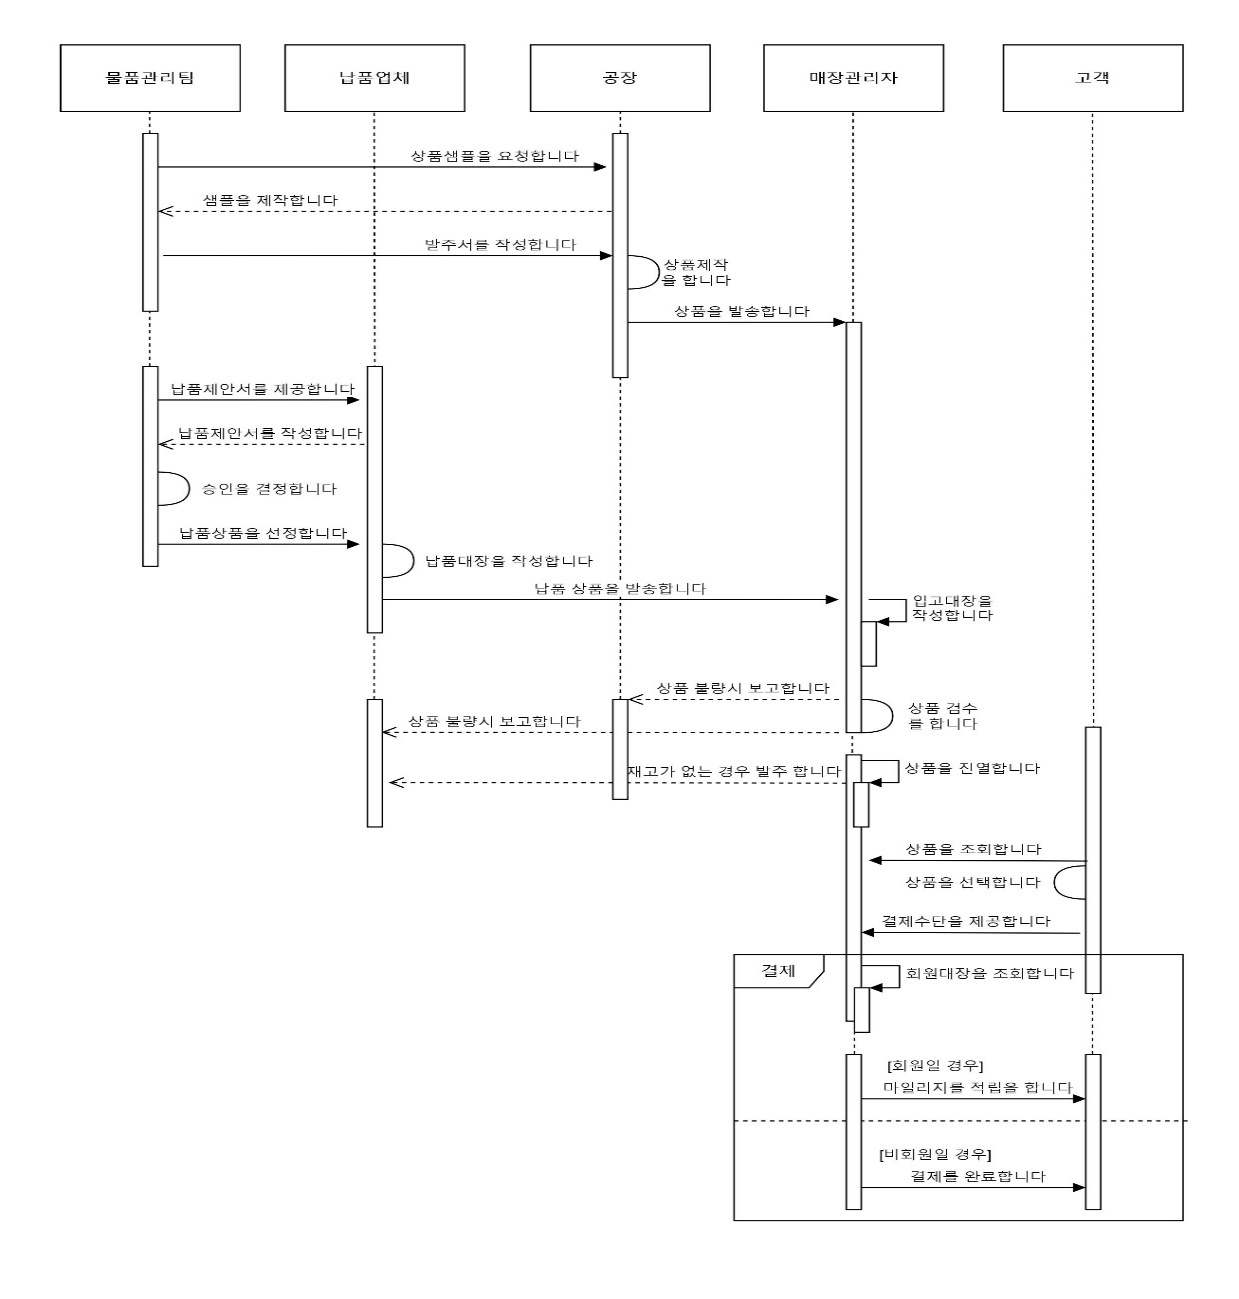 물품관리팀
납품업체
공장
매장관리자
고객
상품샘플을 요청합니다
샘플을 제작합니다
발주서를 작성합니다
상품제작
을 합니다
상품을 발송합니다
납품제안서를 제공합니다
납품제안서를 작성합니다
승인을 결정합니다
납품상품을 선정합니다
납품대장을 작성합니다
납품 상품을 발송합니다
입고대장을
작성합니다
상품 불량시 보고합니다
상품 검수
를 합니다
상품 불량시 보고합니다
재고가 없는 경우 발주 합니다
상품을 진열합니다
상품을 조회합니다
상품을 선택합니다
결제수단을 제공합니다
결제
회원대장을 조회합니다
[회원일 경우]
마일리지를 적립을 합니다
[비회원일 경우]
결제를 완료합니다